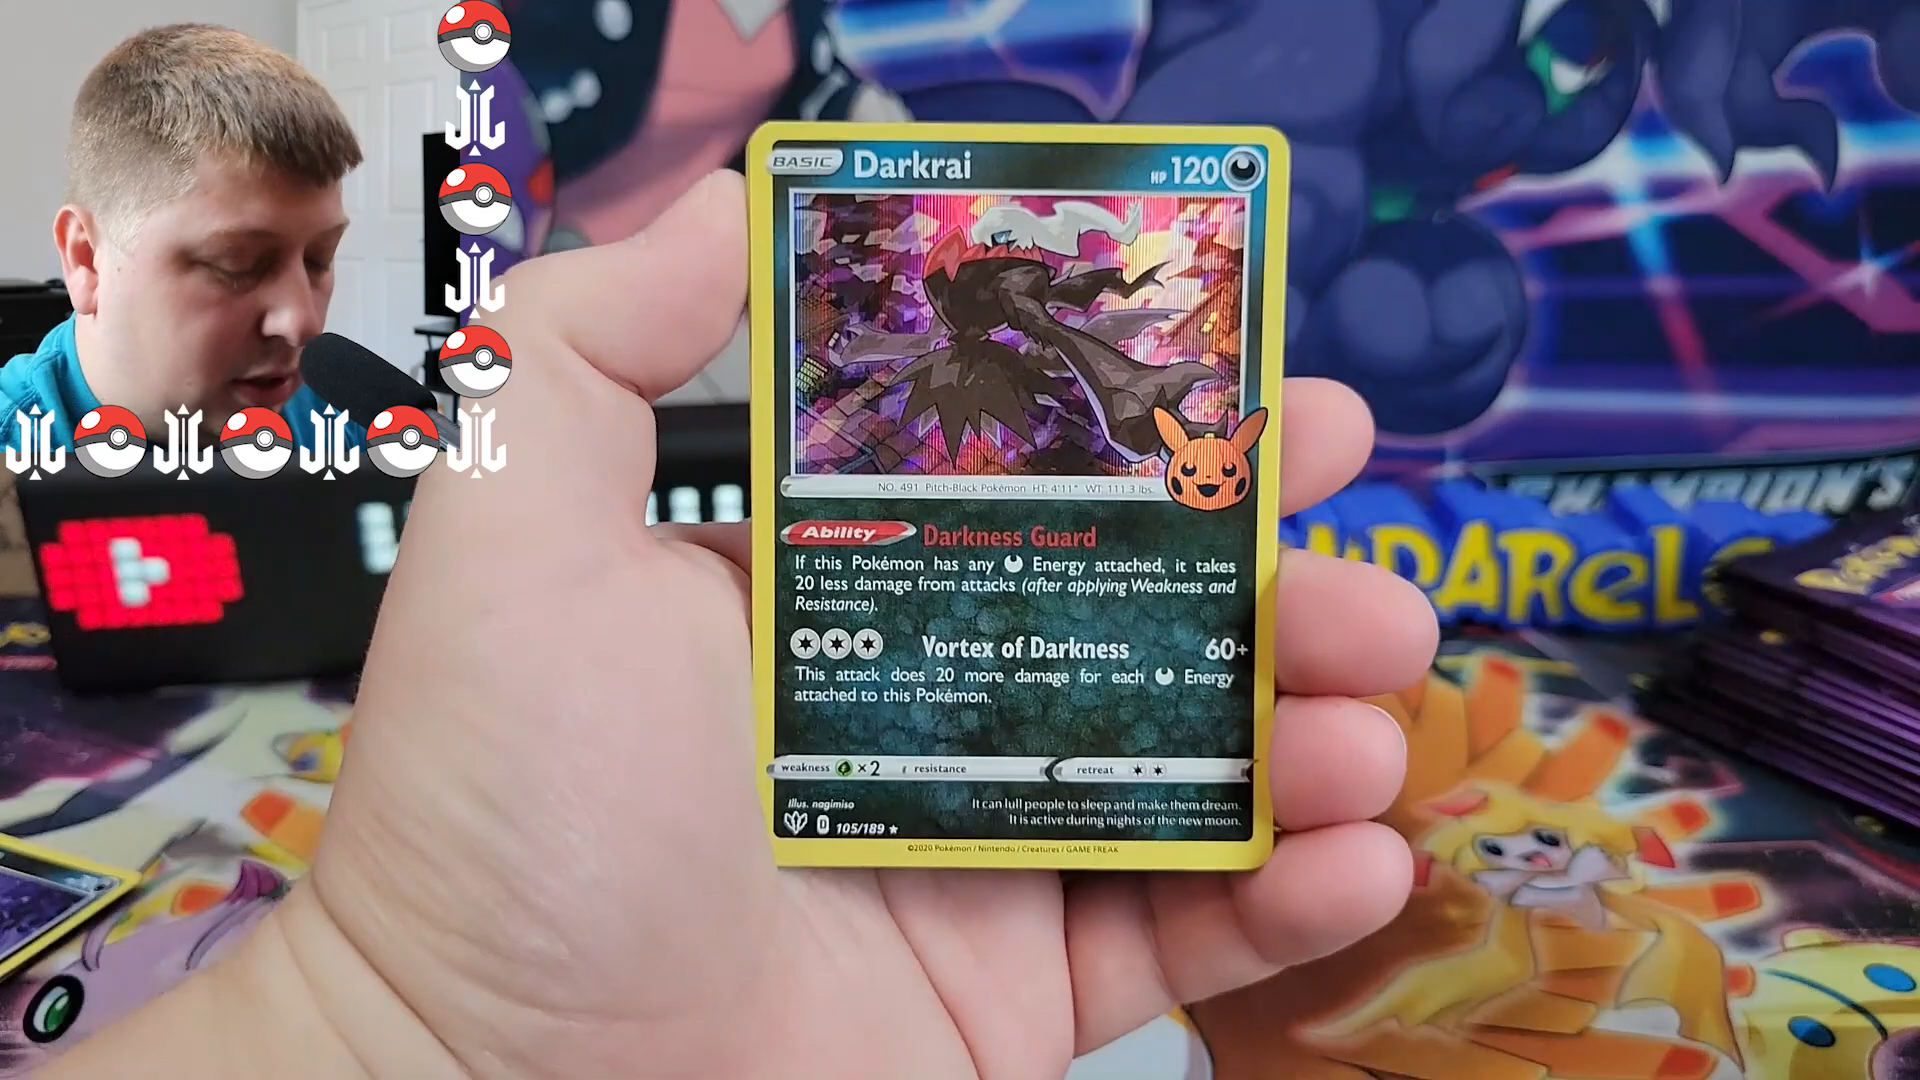 BASIC Darkrai HP 120
NO. 491 Pitch-Black Pokémon HT: 4'11" WT: 111.3 lbs.
Ability Darkness Guard
If this Pokémon has any Energy attached, it takes
20 less damage from attacks (after applying Weakness and
Resistance).
Vortex of Darkness 60+
This attack does 20 more damage for each Energy
attached to this Pokémon.
weakness ×2 resistance retreat
Illus. nagimiso
It can lull people to sleep and make them dream.
It is active during nights of the new moon.
D 105/189 ★
©2020 Pokémon / Nintendo / Creatures / GAME FREAK
CHAMPION'S